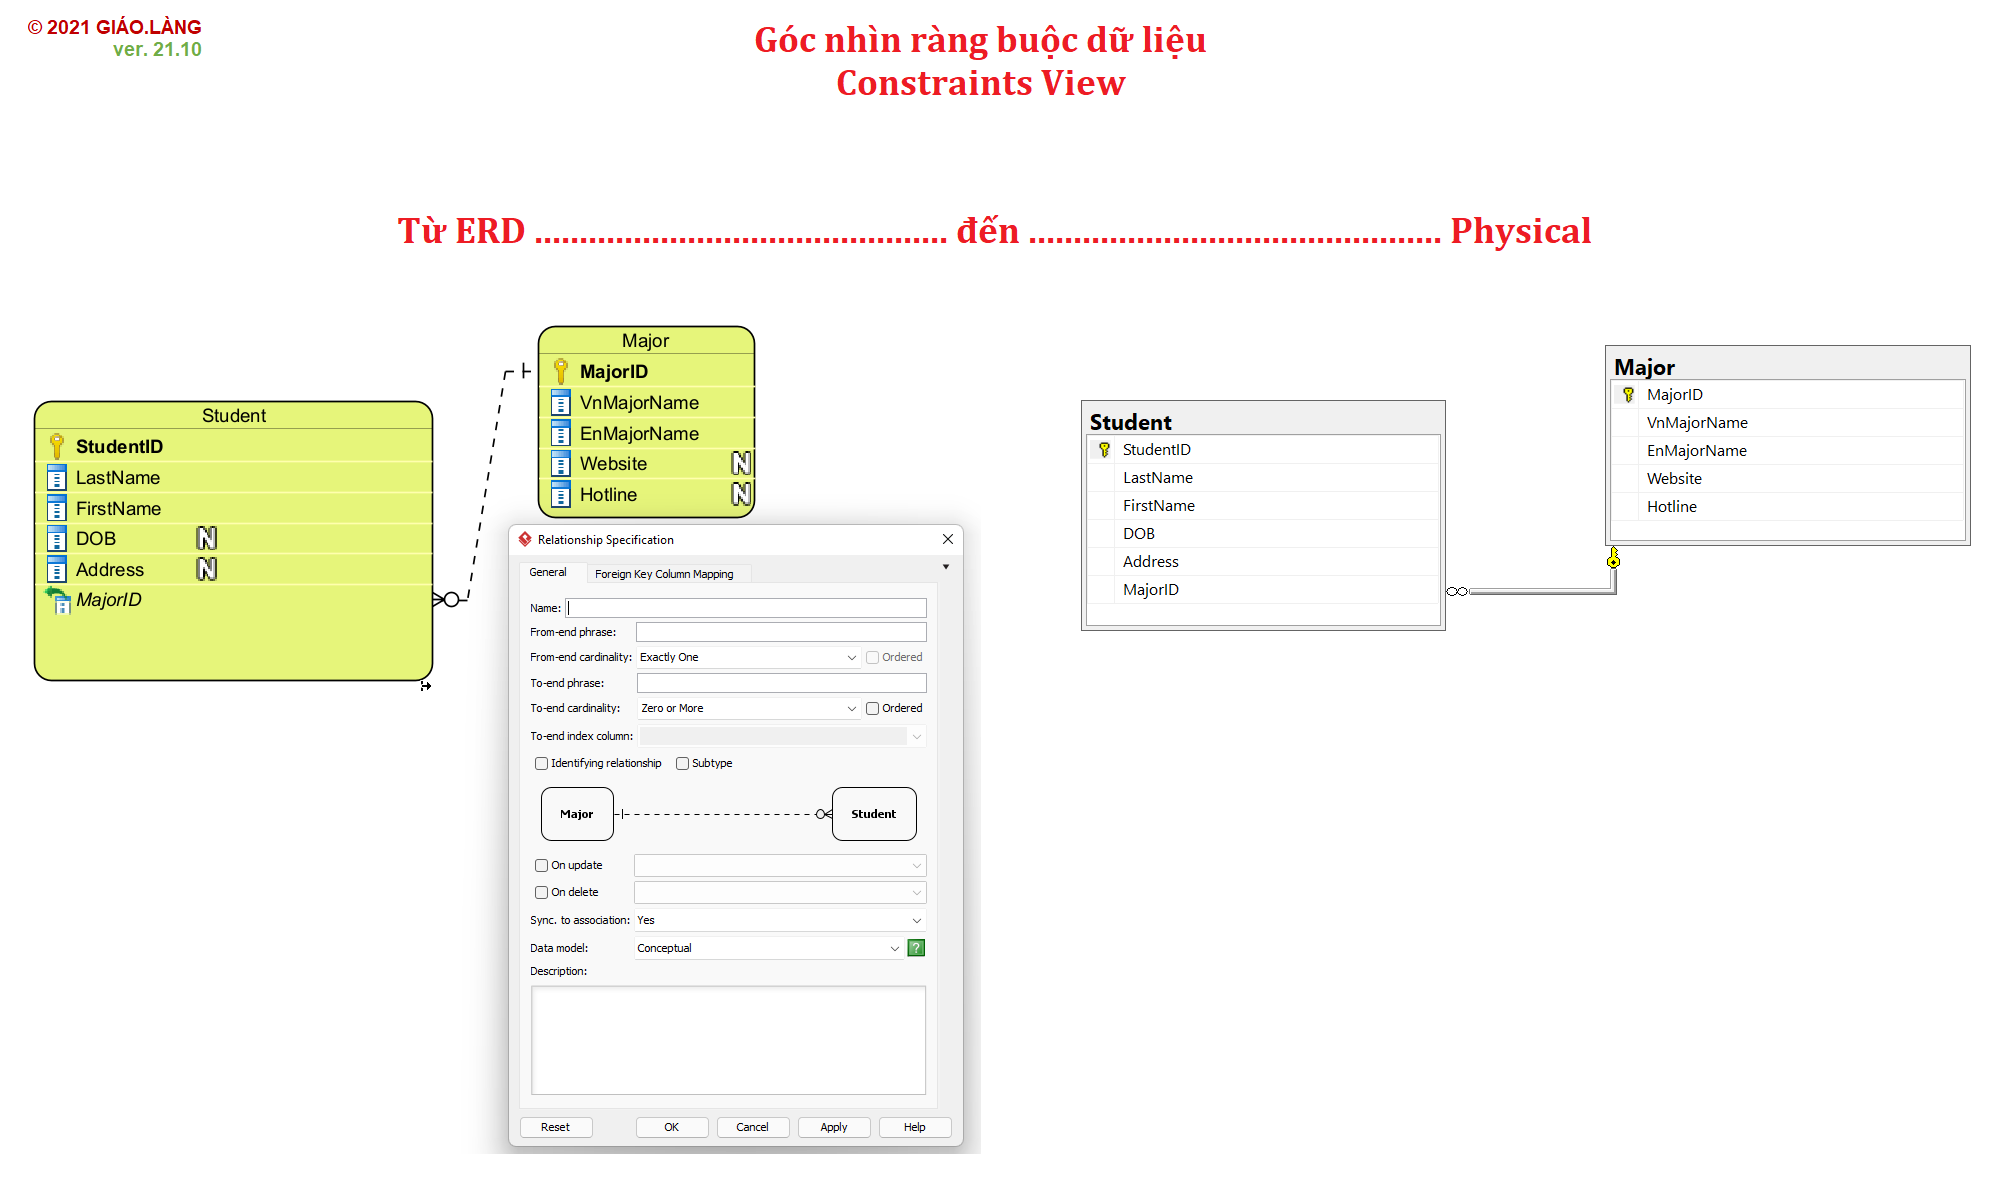 © 2021 GIÁO.LÀNG
ver. 21.10
Góc nhìn ràng buộc dữ liệu
Constraints View
Từ ERD .............................................. đến .............................................. Physical
Major
MajorID
VnMajorName
EnMajorName
Website N
Hotline N
Student
StudentID
LastName
FirstName
DOB N
Address N
MajorID
Relationship Specification
General Foreign Key Column Mapping
Name:
From-end phrase:
From-end cardinality: Exactly One Ordered
To-end phrase:
To-end cardinality: Zero or More Ordered
To-end index column:
Identifying relationship Subtype
Major Student
On update
On delete
Sync. to association: Yes
Data model: Conceptual ?
Description:
Reset OK Cancel Apply Help
Student
StudentID
LastName
FirstName
DOB
Address
MajorID
Major
MajorID
VnMajorName
EnMajorName
Website
Hotline